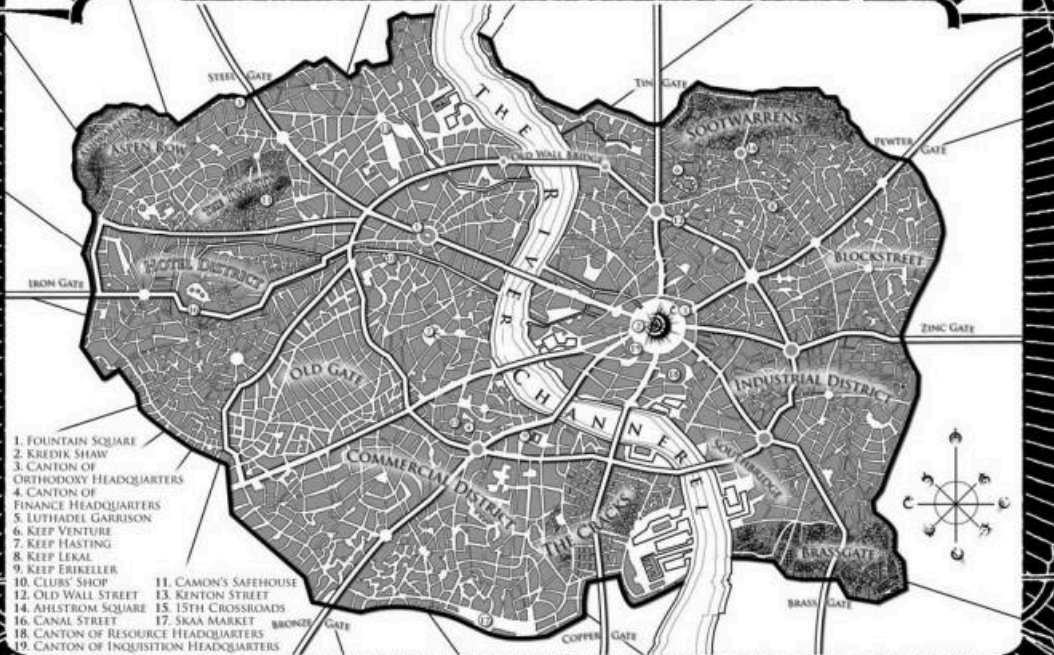 STEEL GATE
TIN GATE
THE RIVER CHANNEREL
SOOTWARRENS
ASPEN ROW
OLD WALL BRIDGE
PEWTER GATE
HOTEL DISTRICT
BLOCKSTREET
IRON GATE
ZINC GATE
OLD GATE
INDUSTRIAL DISTRICT
COMMERCIAL DISTRICT
SOUTHBRIDGE
THE CRACKS
BRASSGATE
BRASS GATE
BRONZE GATE
COPPER GATE
1. FOUNTAIN SQUARE
2. KREDIK SHAW
3. CANTON OF
ORTHODOXY HEADQUARTERS
4. CANTON OF
FINANCE HEADQUARTERS
5. LUTHADEL GARRISON
6. KEEP VENTURE
7. KEEP HASTING
8. KEEP LEKAL
9. KEEP ERIKELLER
10. CLUBS' SHOP
11. CAMON'S SAFEHOUSE
12. OLD WALL STREET
13. KENTON STREET
14. AHLSTROM SQUARE
15. 15TH CROSSROADS
16. CANAL STREET
17. SKAA MARKET
18. CANTON OF RESOURCE HEADQUARTERS
19. CANTON OF INQUISITION HEADQUARTERS